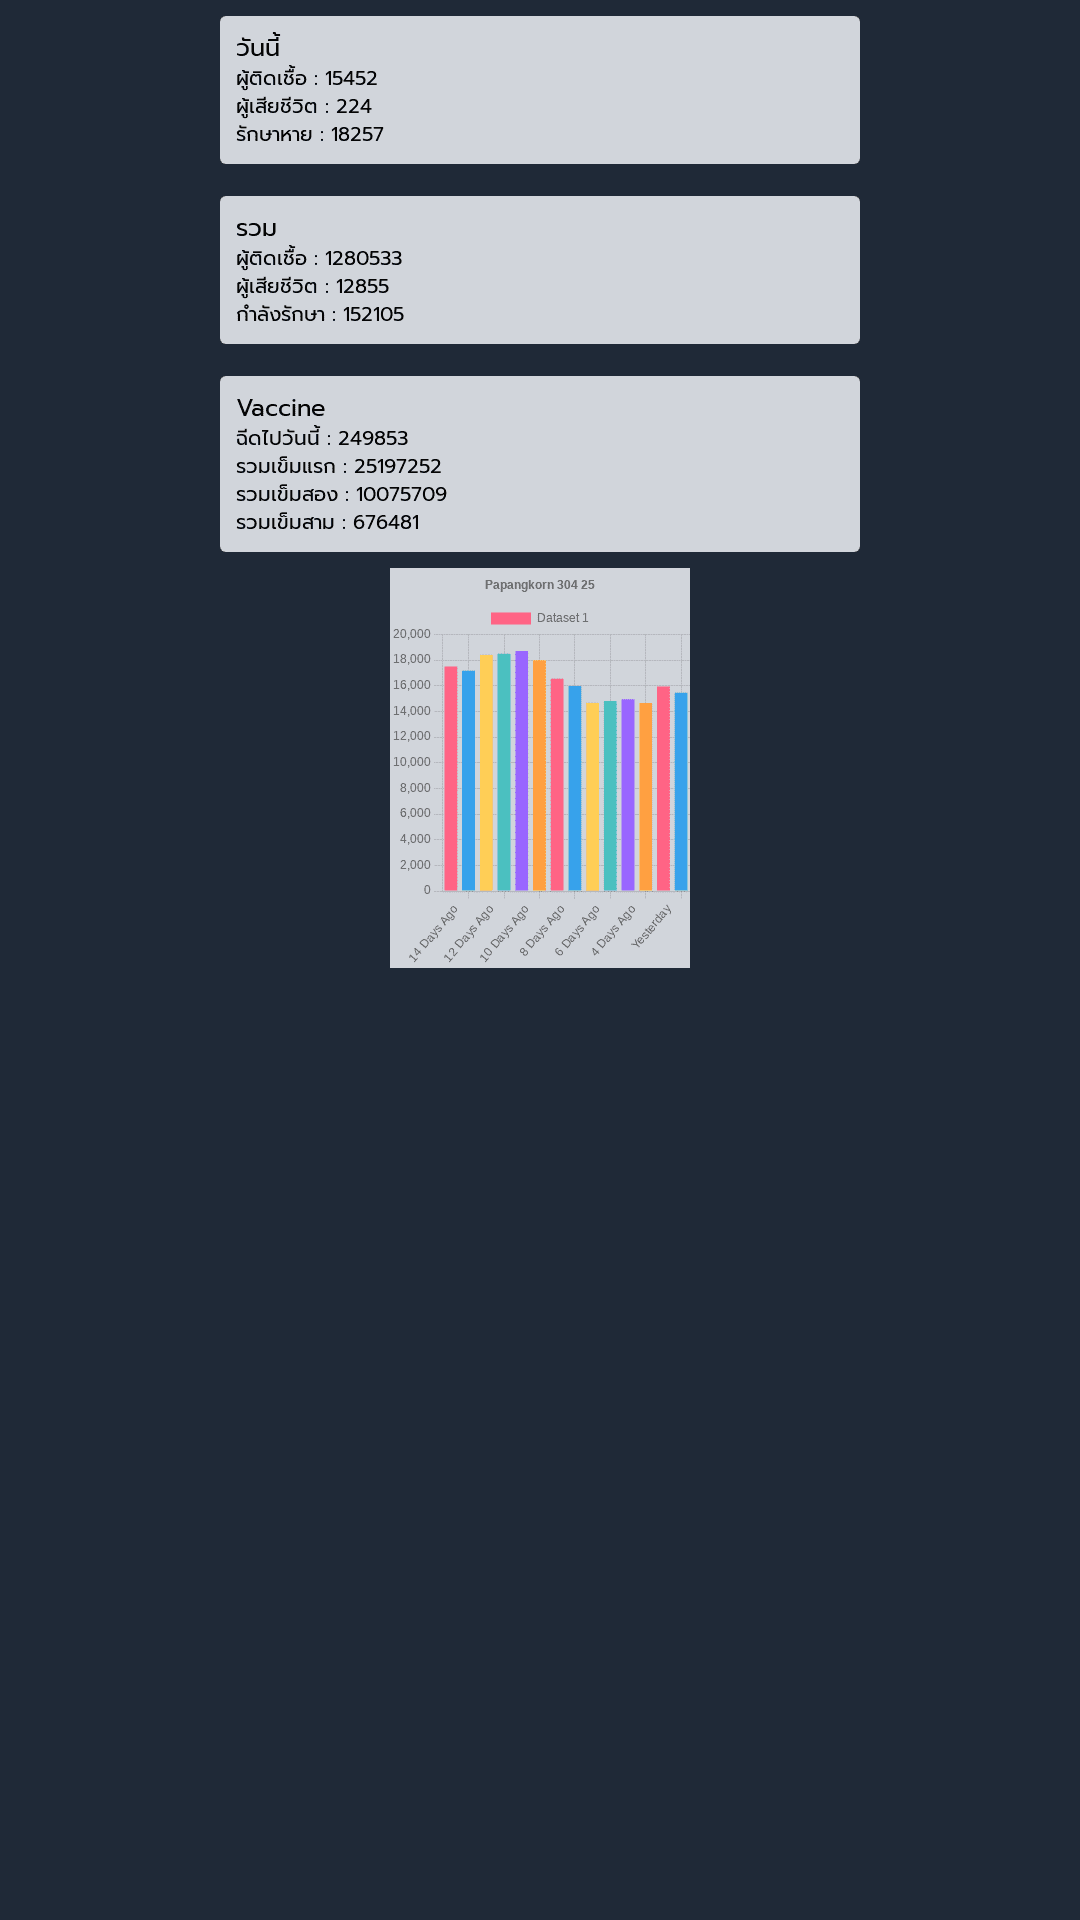 วันนี้
ผู้ติดเชื้อ : 15452
ผู้เสียชีวิต : 224
รักษาหาย : 18257
รวม
ผู้ติดเชื้อ : 1280533
ผู้เสียชีวิต : 12855
กำลังรักษา : 152105
Vaccine
ฉีดไปวันนี้ : 249853
รวมเข็มแรก : 25197252
รวมเข็มสอง : 10075709
รวมเข็มสาม : 676481
Papangkorn 304 25
Dataset 1
20,000
18,000
16,000
14,000
12,000
10,000
8,000
6,000
4,000
2,000
0
14 Days Ago
12 Days Ago
10 Days Ago
8 Days Ago
6 Days Ago
4 Days Ago
Yesterday